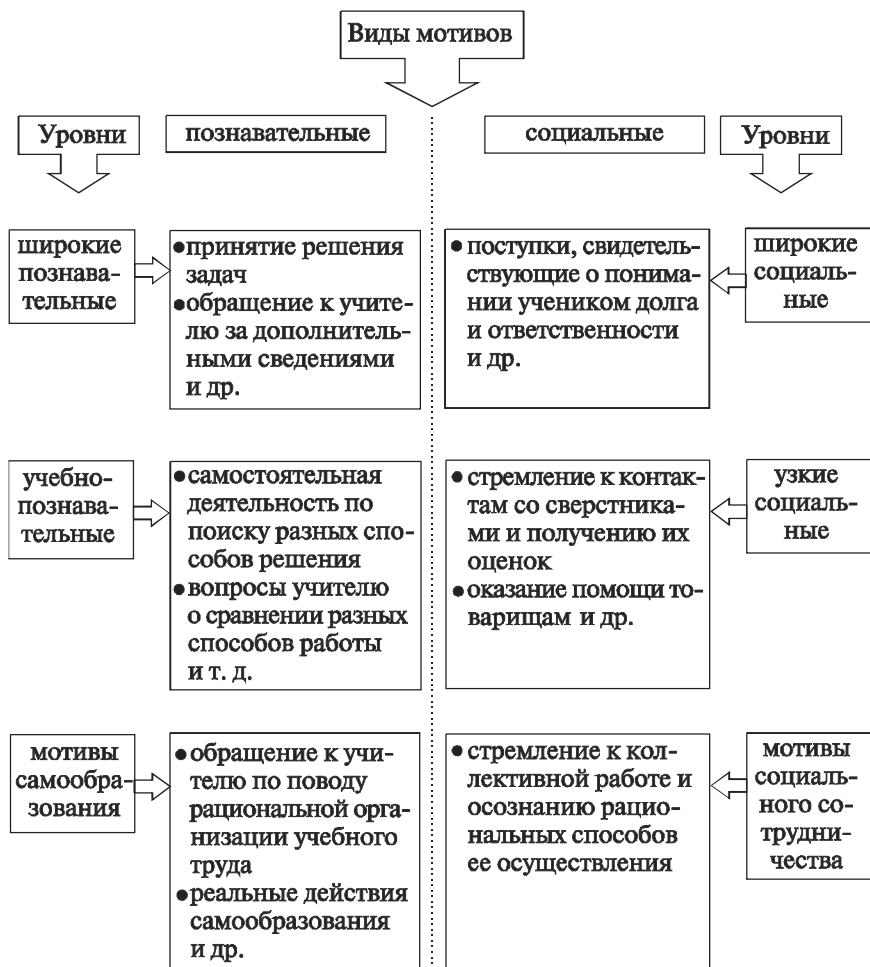 Виды мотивов
Уровни
познавательные
социальные
Уровни
широкие
познава-
тельные
•принятие решения
задач
•обращение к учите-
лю за дополнитель-
ными сведениями
и др.
• поступки, свидетель-
ствующие о понима-
нии учеником долга
и ответственности
и др.
широкие
социаль-
ные
учебно-
познава-
тельные
• самостоятельная
деятельность по
поиску разных спо-
собов решения
•вопросы учителю
о сравнении разных
способов работы
и т. д.
• стремление к контак-
там со сверстника-
ми и получению их
оценок
•оказание помощи то-
варищам и др.
узкие
социаль-
ные
мотивы
самообра-
зования
• обращение к учи-
телю по поводу
рациональной орга-
низации учебного
труда
•реальные действия
самообразования
и др.
• стремление к кол-
лективной работе и
осознанию рацио-
нальных способов
ее осуществления
мотивы
социаль-
ного со-
трудни-
чества